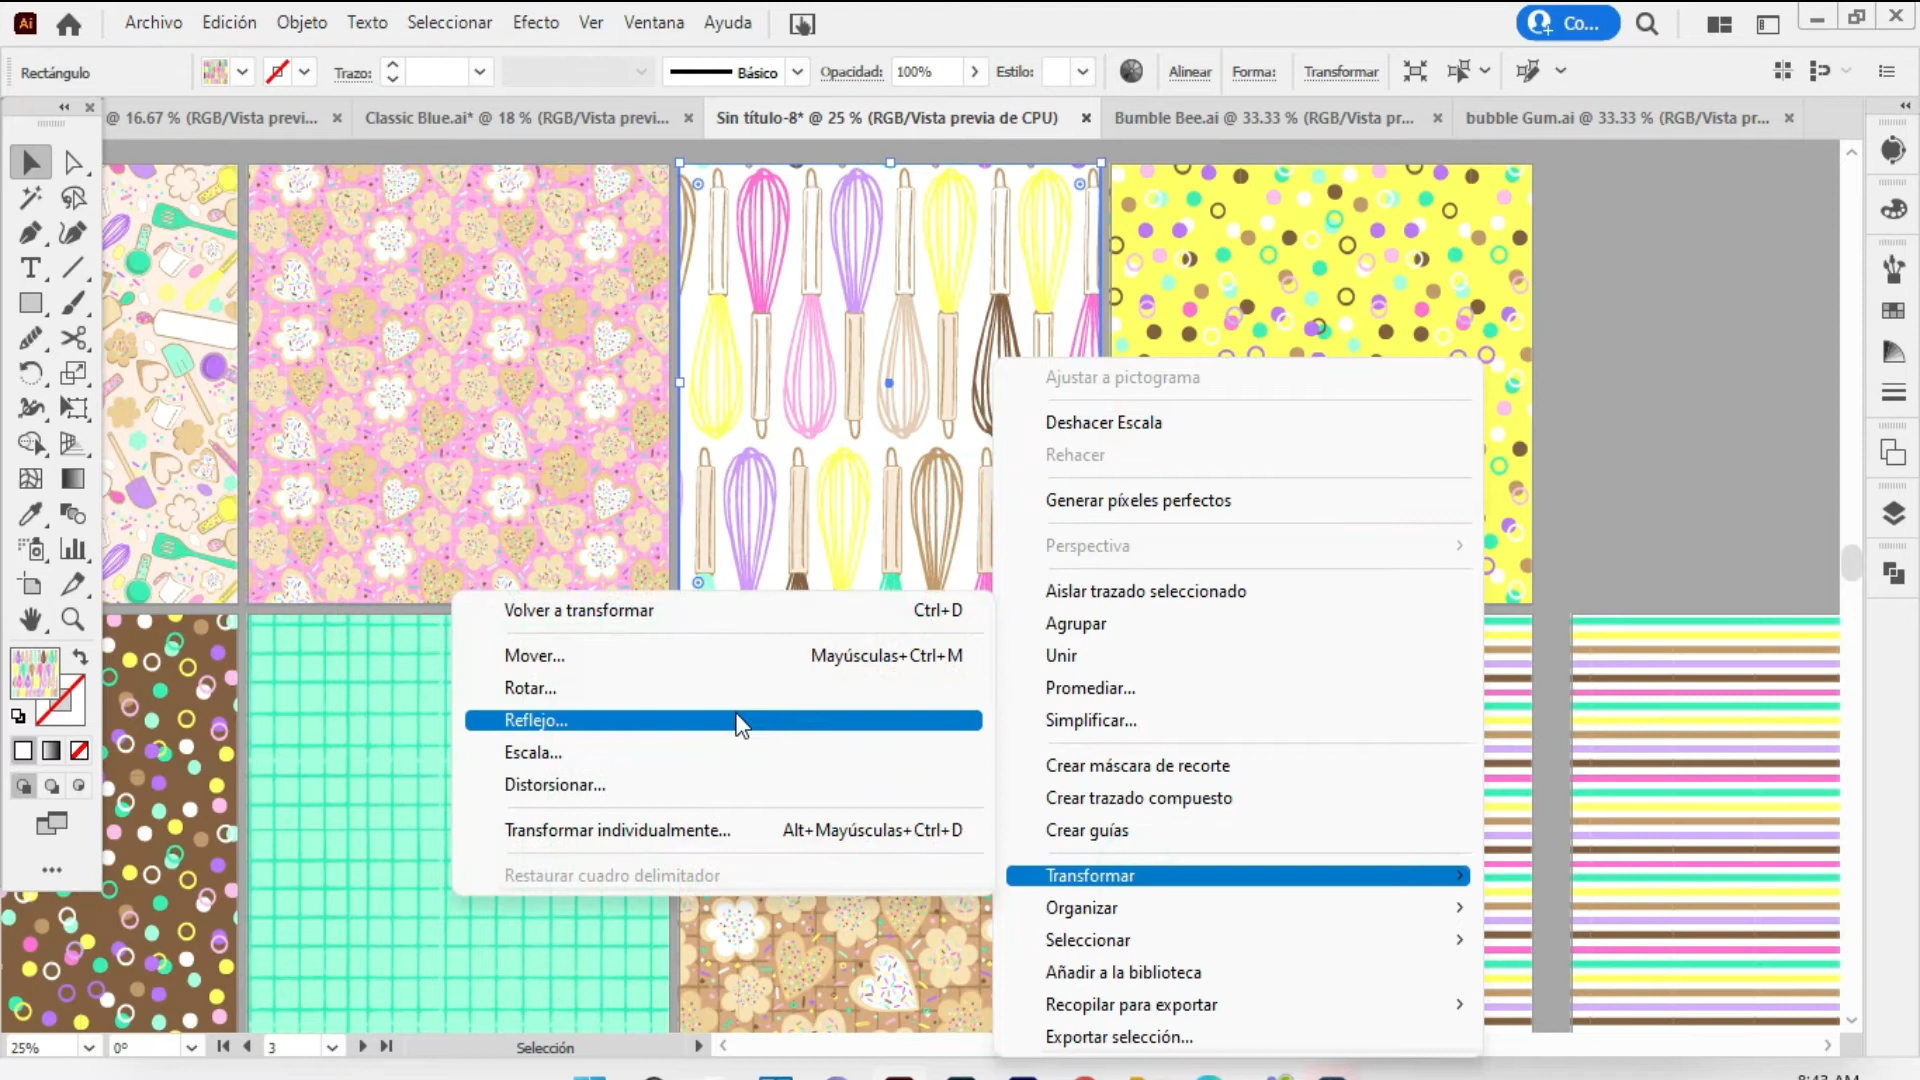 Ai
Archivo Edición Objeto Texto Seleccionar Efecto Ver Ventana Ayuda
Co...
Rectángulo
Trazo:
Básico
Opacidad: 100%
Estilo:
Alinear
Forma:
Transformar
@ 16.67 % (RGB/Vista previ...
Classic Blue.ai* @ 18 % (RGB/Vista previ...
Sin título-8* @ 25 % (RGB/Vista previa de CPU)
Bumble Bee.ai @ 33.33 % (RGB/Vista pr...
bubble Gum.ai @ 33.33 % (RGB/Vista pr...
Ajustar a pictograma
Deshacer Escala
Rehacer
Generar píxeles perfectos
Perspectiva
Aislar trazado seleccionado
Agrupar
Unir
Promediar...
Simplificar...
Crear máscara de recorte
Crear trazado compuesto
Crear guías
Transformar
Organizar
Seleccionar
Añadir a la biblioteca
Recopilar para exportar
Exportar selección...
Volver a transformar Ctrl+D
Mover... Mayúsculas+Ctrl+M
Rotar...
Reflejo...
Escala...
Distorsionar...
Transformar individualmente... Alt+Mayúsculas+Ctrl+D
Restaurar cuadro delimitador
25% 0° 3 Selección
8:43 AM